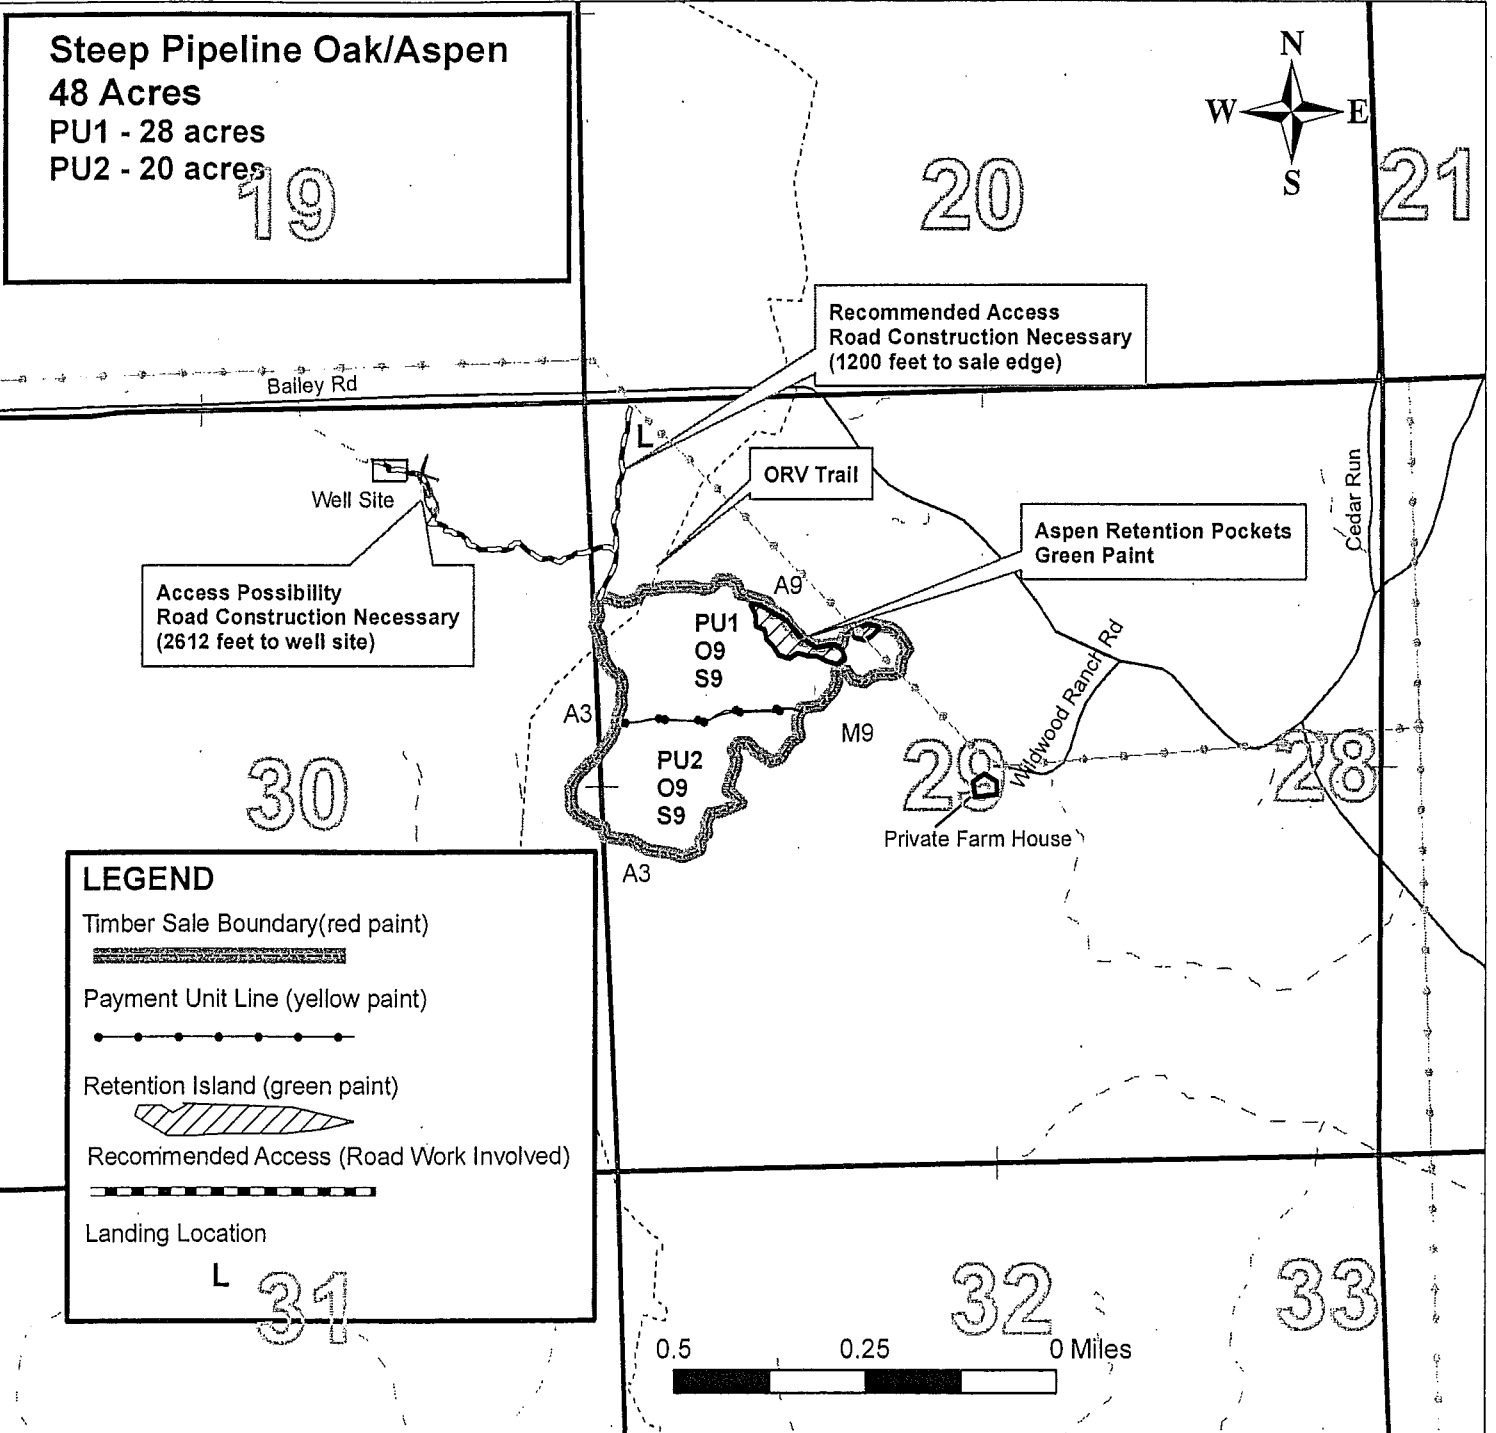 Steep Pipeline Oak/Aspen
48 Acres
PU1 - 28 acres
PU2 - 20 acres
19
20
21
N
W
E
S
Recommended Access
Road Construction Necessary
(1200 feet to sale edge)
Bailey Rd
L
ORV Trail
Well Site
Cedar Run
Aspen Retention Pockets
Green Paint
Access Possibility
Road Construction Necessary
(2612 feet to well site)
A9
PU1
O9
S9
Wildwood Ranch Rd
A3
M9
PU2
O9
S9
30
29
28
Private Farm House
A3
LEGEND
Timber Sale Boundary(red paint)
Payment Unit Line (yellow paint)
Retention Island (green paint)
Recommended Access (Road Work Involved)
Landing Location
L
31
32
33
0.5
0.25
0 Miles